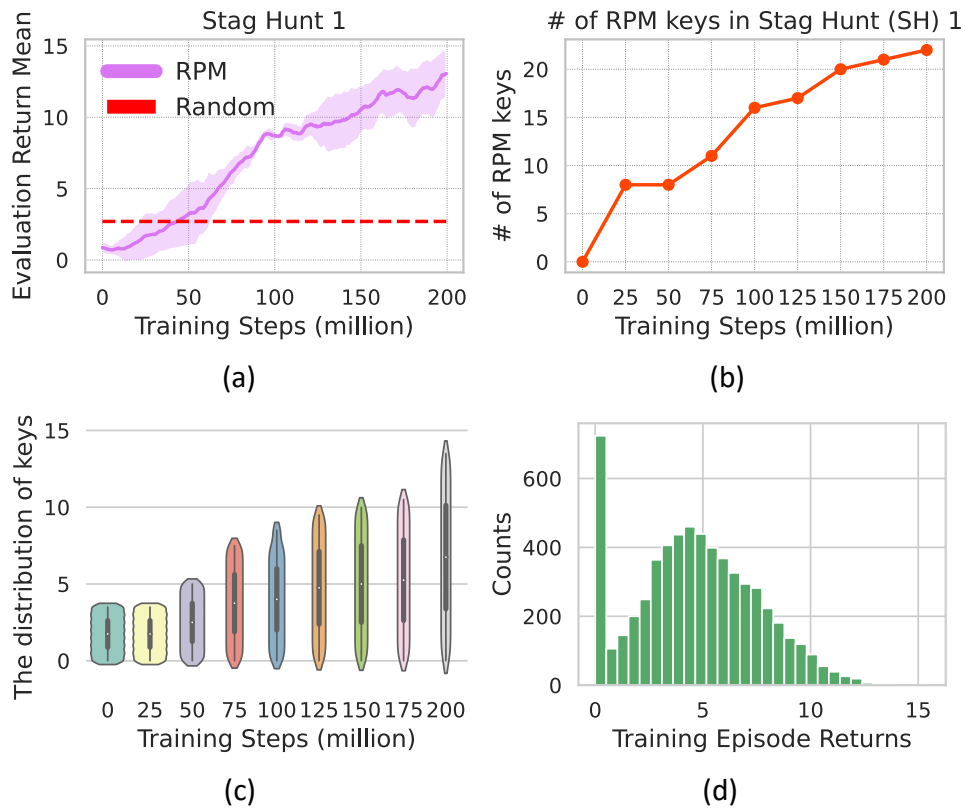 Stag Hunt 1
Evaluation Return Mean
15
10
5
0
RPM
Random
0 50 100 150 200
Training Steps (million)
(a)
# of RPM keys in Stag Hunt (SH) 1
# of RPM keys
20
15
10
5
0
0 25 50 75 100 125 150 175 200
Training Steps (million)
(b)
The distribution of keys
15
10
5
0
0 25 50 75 100 125 150 175 200
Training Steps (million)
(c)
Counts
600
400
200
0
0 5 10 15
Training Episode Returns
(d)